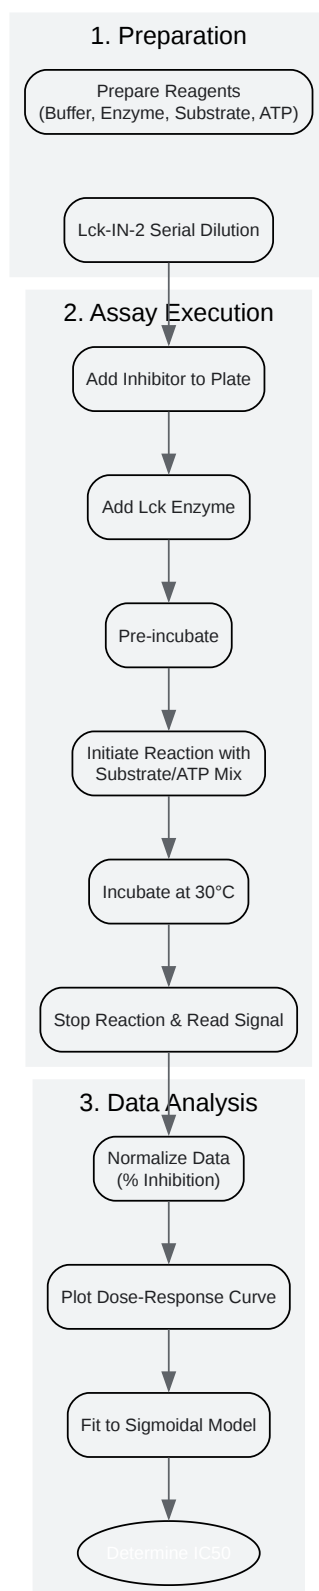 1. Preparation
Prepare Reagents
(Buffer, Enzyme, Substrate, ATP)
Lck-IN-2 Serial Dilution
2. Assay Execution
Add Inhibitor to Plate
Add Lck Enzyme
Pre-incubate
Initiate Reaction with
Substrate/ATP Mix
Incubate at 30°C
Stop Reaction & Read Signal
3. Data Analysis
Normalize Data
(% Inhibition)
Plot Dose-Response Curve
Fit to Sigmoidal Model
Determine IC50